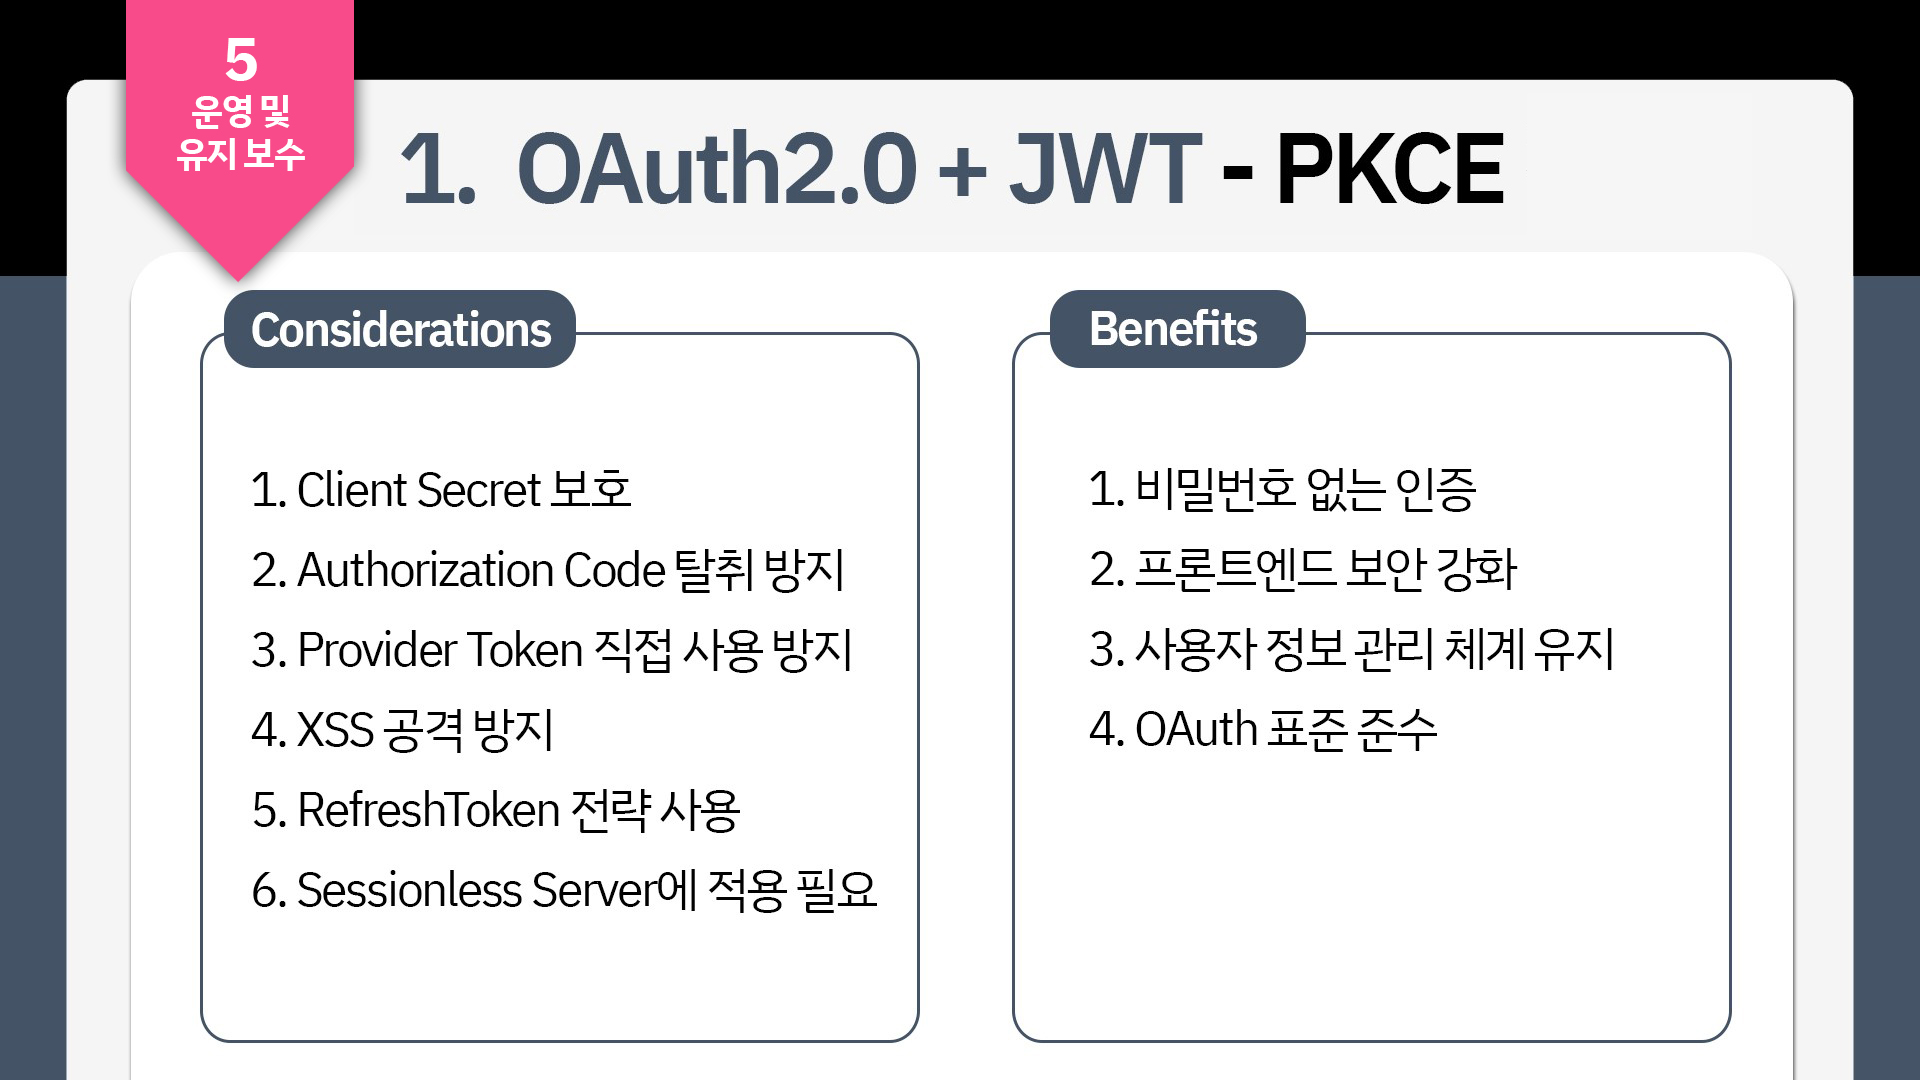 5
운영 및
유지 보수
1. OAuth2.0 + JWT - PKCE
Considerations
1. Client Secret 보호
2. Authorization Code 탈취 방지
3. Provider Token 직접 사용 방지
4. XSS 공격 방지
5. RefreshToken 전략 사용
6. Sessionless Server에 적용 필요
Benefits
1. 비밀번호 없는 인증
2. 프론트엔드 보안 강화
3. 사용자 정보 관리 체계 유지
4. OAuth 표준 준수